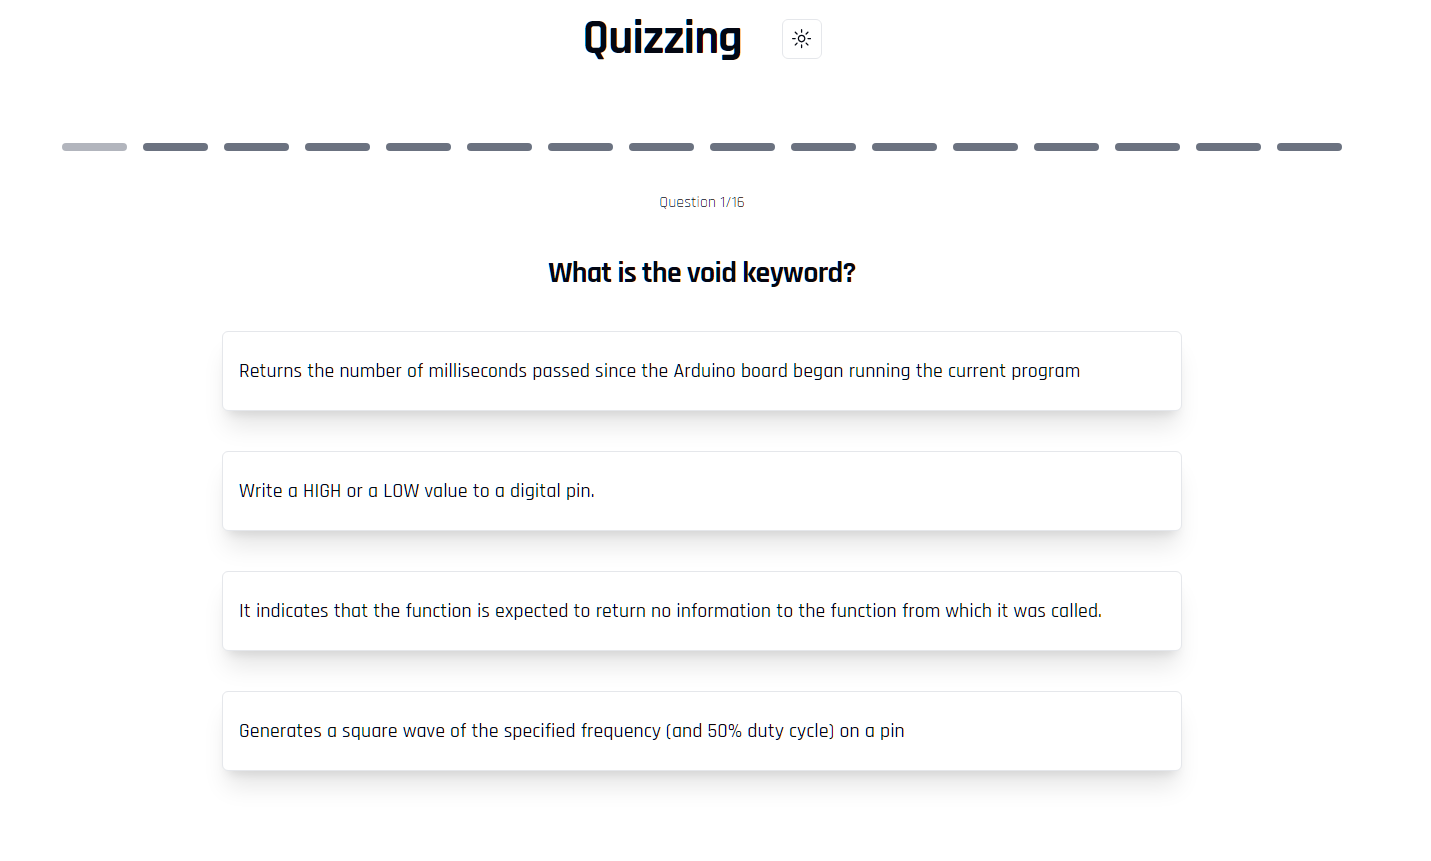 Quizzing
Question 1/16
What is the void keyword?
Returns the number of milliseconds passed since the Arduino board began running the current program
Write a HIGH or a LOW value to a digital pin.
It indicates that the function is expected to return no information to the function from which it was called.
Generates a square wave of the specified frequency (and 50% duty cycle) on a pin